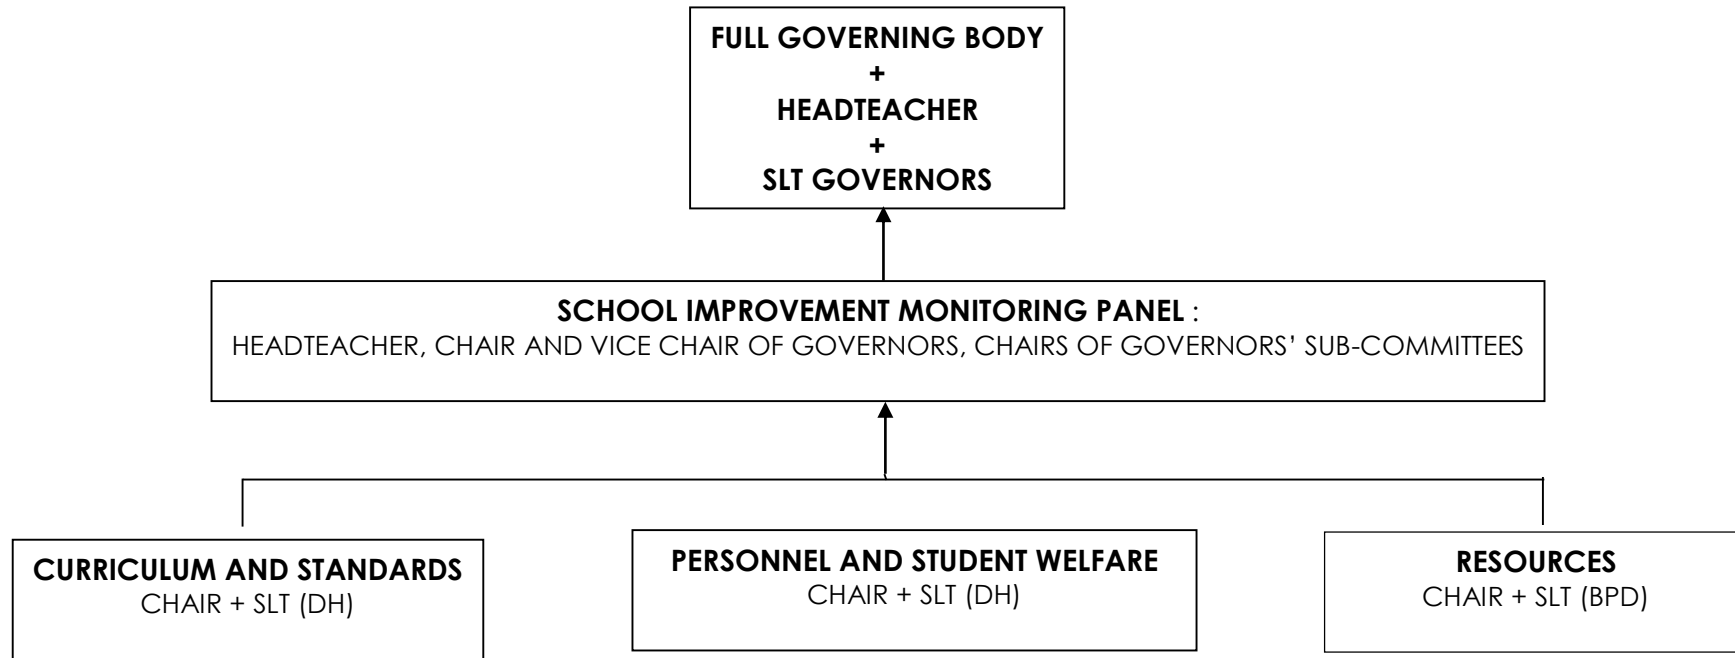 FULL GOVERNING BODY
+
HEADTEACHER
+
SLT GOVERNORS
SCHOOL IMPROVEMENT MONITORING PANEL :
HEADTEACHER, CHAIR AND VICE CHAIR OF GOVERNORS, CHAIRS OF GOVERNORS’ SUB-COMMITTEES
CURRICULUM AND STANDARDS
CHAIR + SLT (DH)
PERSONNEL AND STUDENT WELFARE
CHAIR + SLT (DH)
RESOURCES
CHAIR + SLT (BPD)